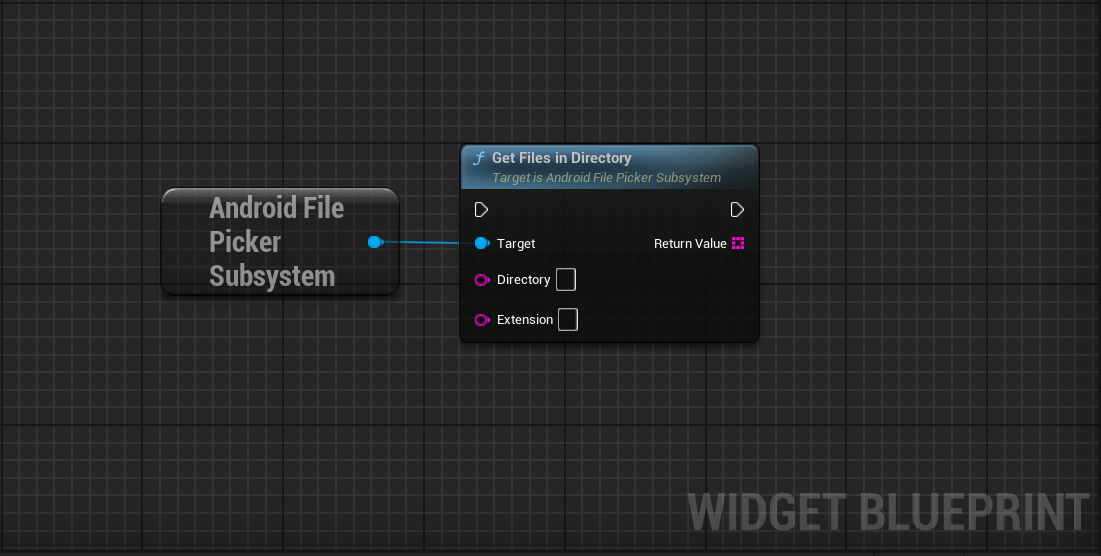 Android File
Picker
Subsystem
f Get Files in Directory
Target is Android File Picker Subsystem
Target
Return Value
Directory
Extension
WIDGET BLUEPRINT